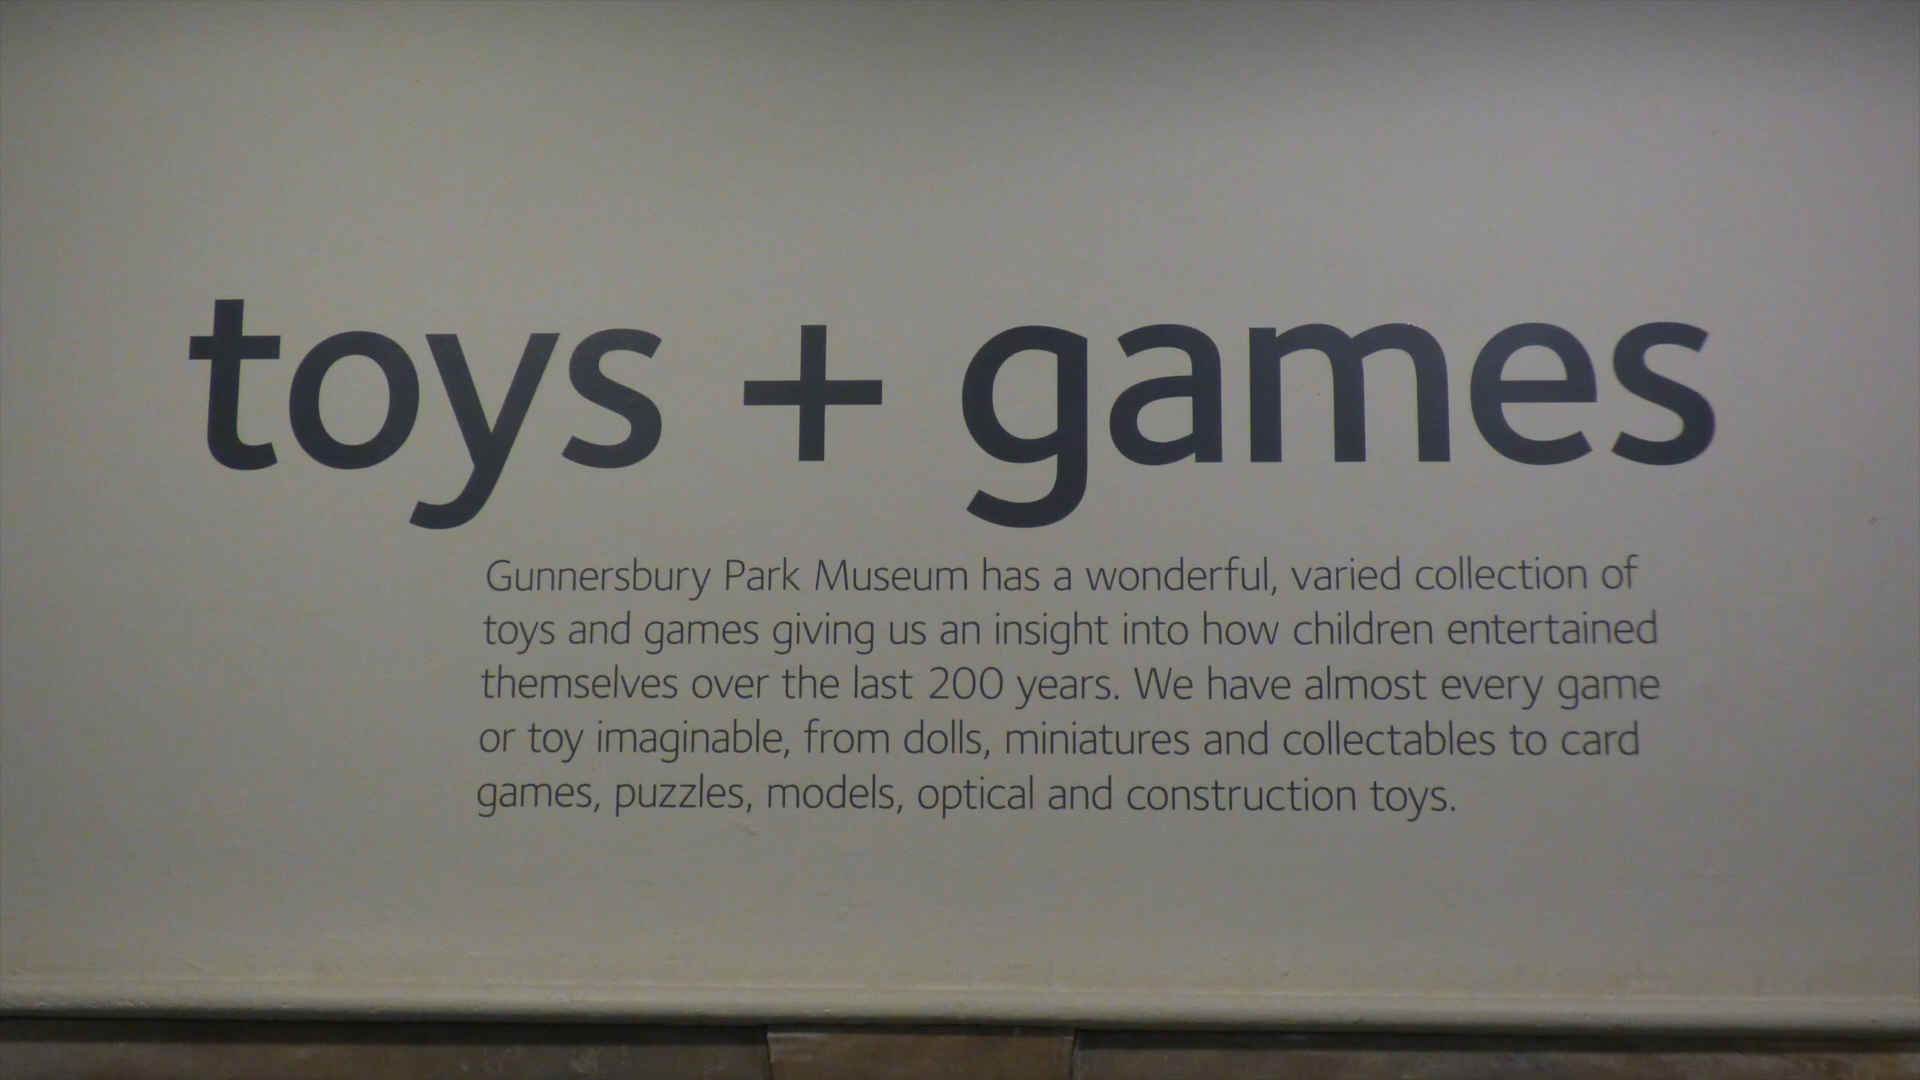 toys + games
Gunnersbury Park Museum has a wonderful, varied collection of
toys and games giving us an insight into how children entertained
themselves over the last 200 years. We have almost every game
or toy imaginable, from dolls, miniatures and collectables to card
games, puzzles, models, optical and construction toys.